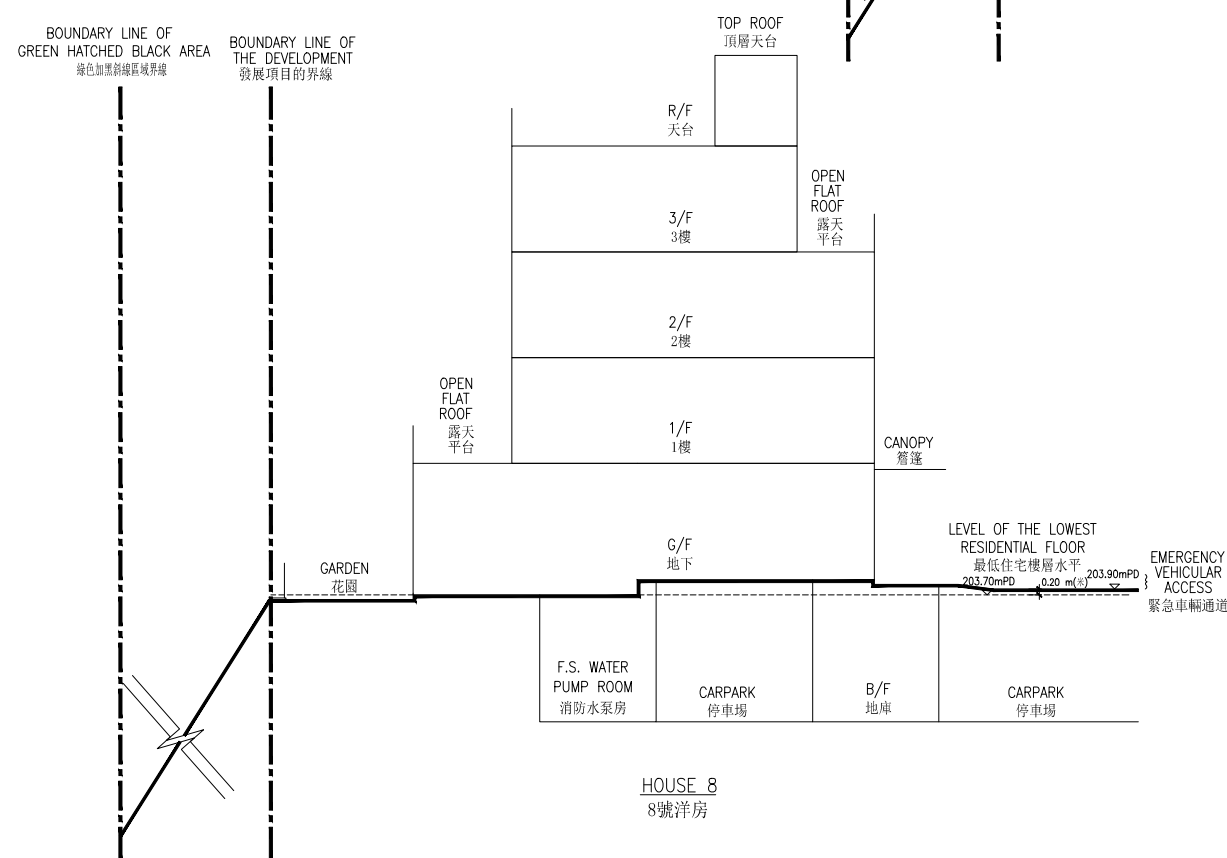 BOUNDARY LINE OF
GREEN HATCHED BLACK AREA
綠色加黑斜線區域界線
BOUNDARY LINE OF
THE DEVELOPMENT
發展項目的界線
TOP ROOF
頂層天台
R/F
天台
OPEN
FLAT
ROOF
露天
平台
3/F
3樓
2/F
2樓
OPEN
FLAT
ROOF
露天
平台
1/F
1樓
CANOPY
簷篷
G/F
地下
GARDEN
花園
LEVEL OF THE LOWEST
RESIDENTIAL FLOOR
最低住宅樓層水平
203.70mPD
0.20 m(米)
203.90mPD
EMERGENCY
VEHICULAR
ACCESS
緊急車輛通道
F.S. WATER
PUMP ROOM
消防水泵房
CARPARK
停車場
B/F
地庫
CARPARK
停車場
HOUSE 8
8號洋房